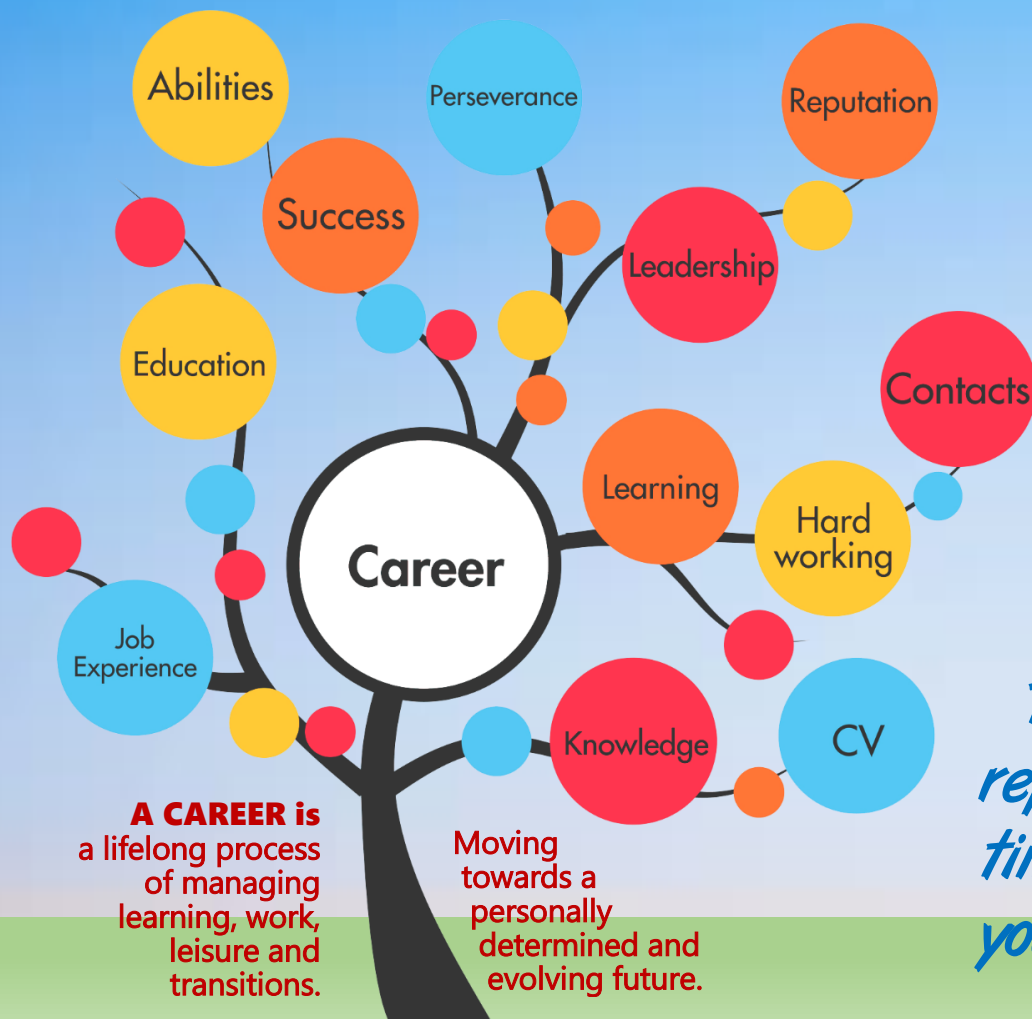 Abilities
Perseverance
Reputation
Success
Leadership
Education
Contacts
Learning
Hard
working
Career
Job
Experience
Knowledge
CV
A CAREER is
a lifelong process
of managing
learning, work,
leisure and
transitions.
Moving
towards a
personally
determined and
evolving future.